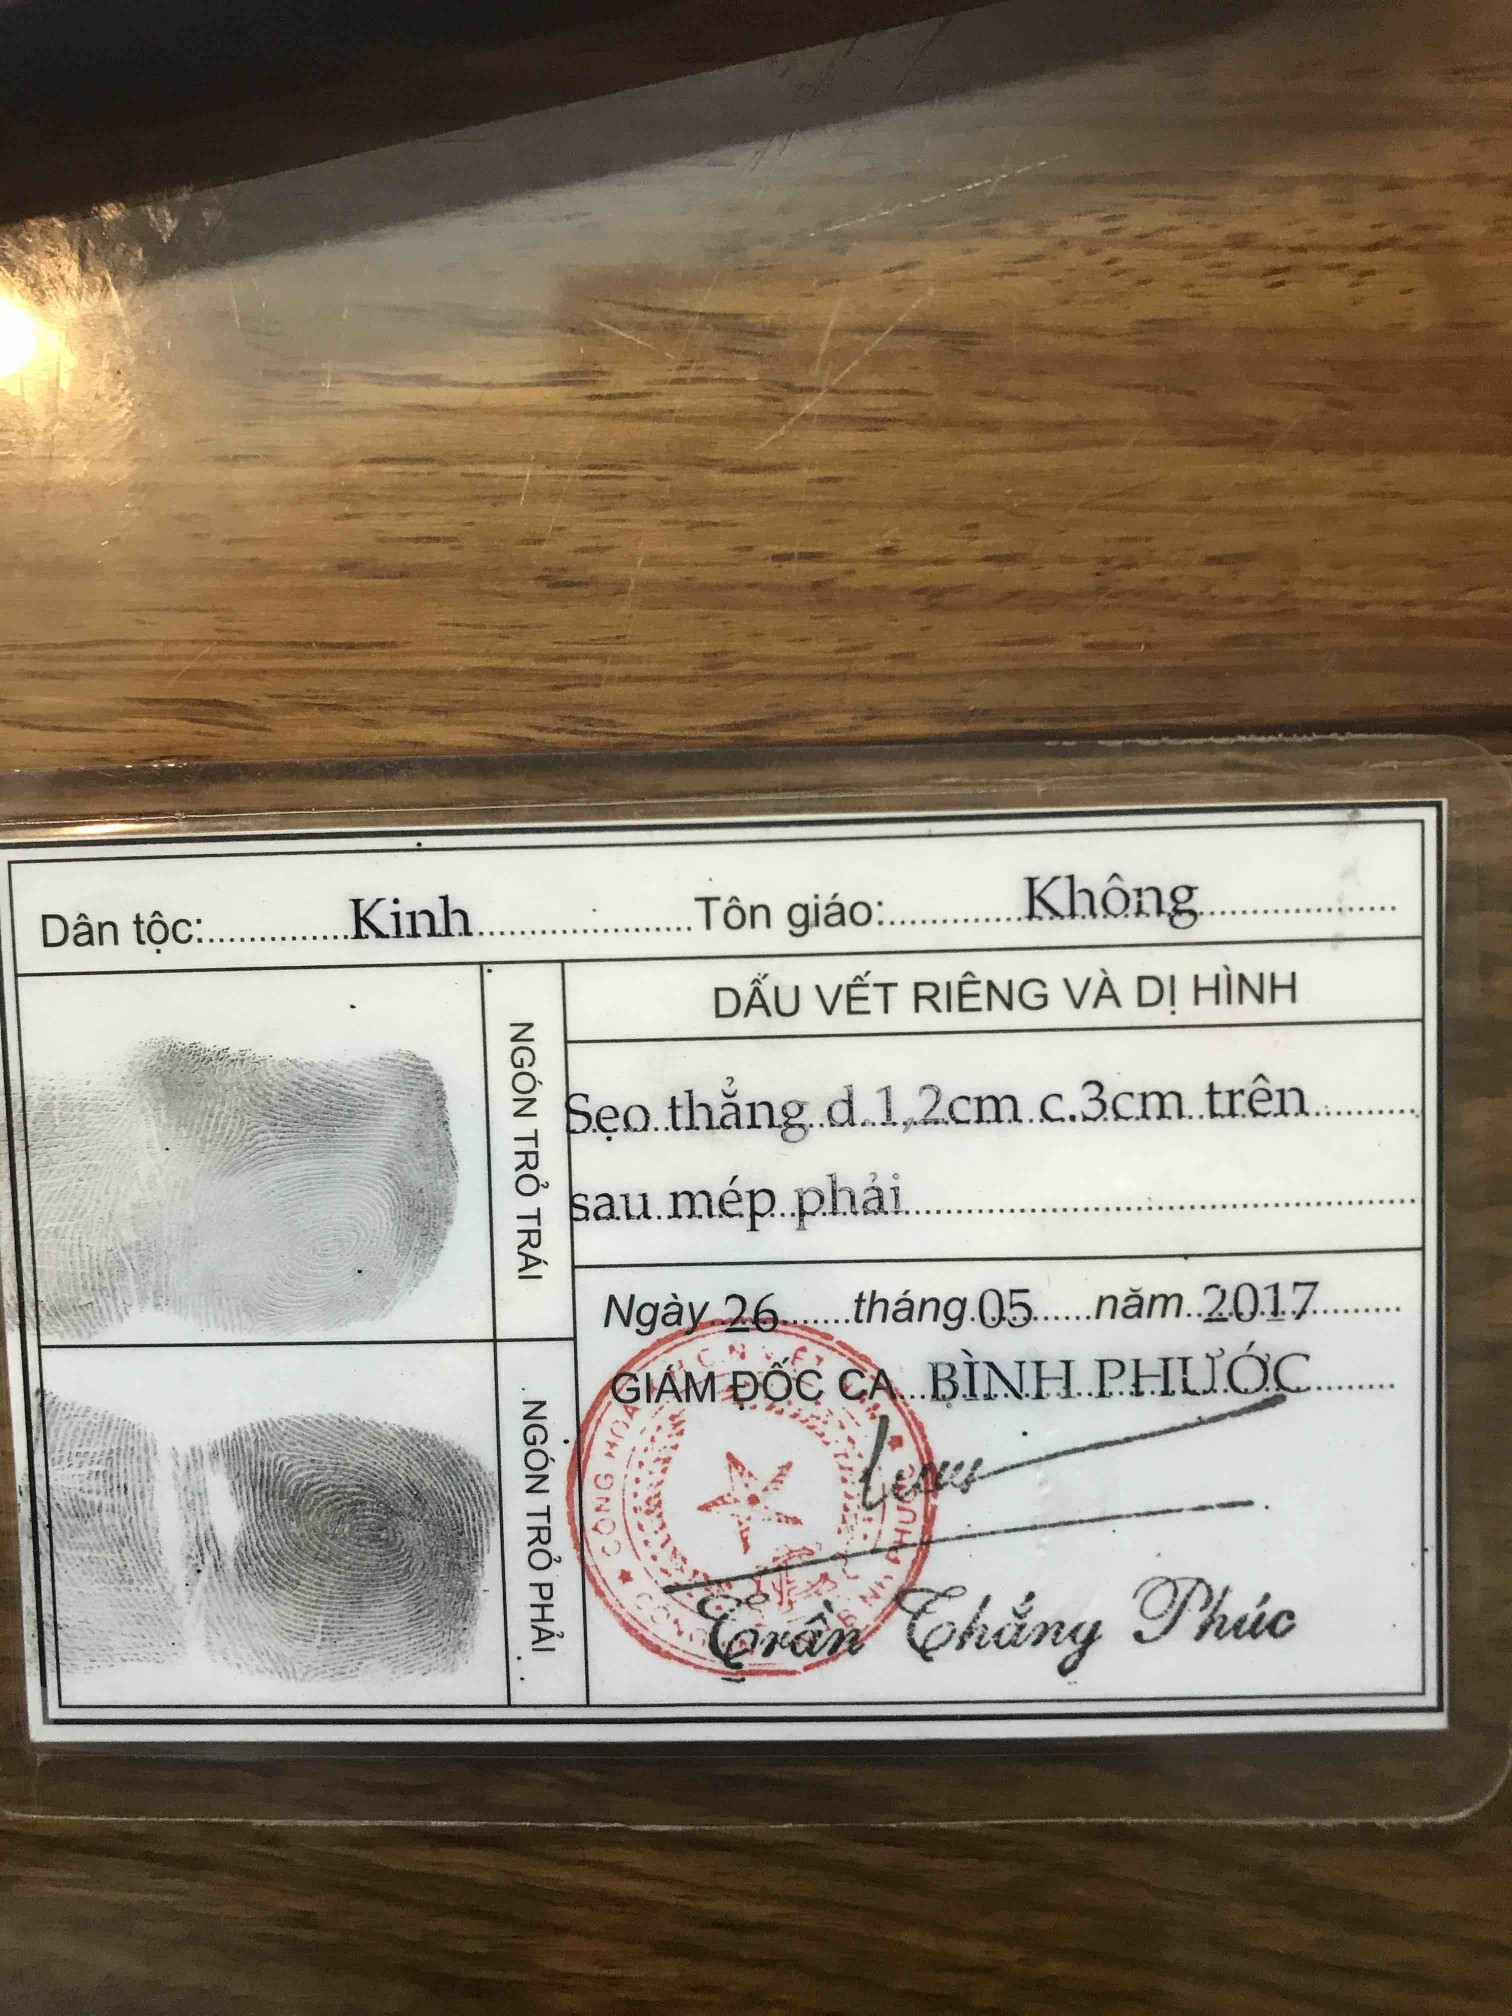 Dân tộc: Kinh Tôn giáo: Không
DẤU VẾT RIÊNG VÀ DỊ HÌNH
NGÓN TRỎ TRÁI
Sẹo thẳng d.1,2cm c.3cm trên
sau mép phải
Ngày 26 tháng 05 năm 2017
GIÁM ĐỐC CA BÌNH PHƯỚC
NGÓN TRỎ PHẢI
CỘNG HÒA
Trần Thắng Phúc